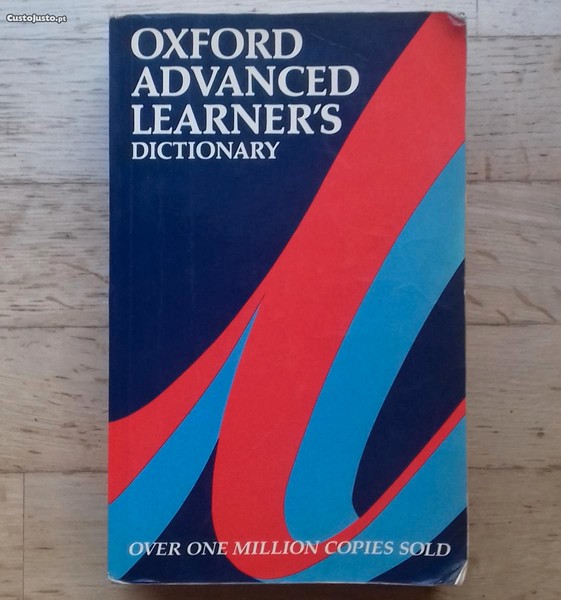 CustoJusto.pt
OXFORD
ADVANCED
LEARNER'S
DICTIONARY
OVER ONE MILLION COPIES SOLD